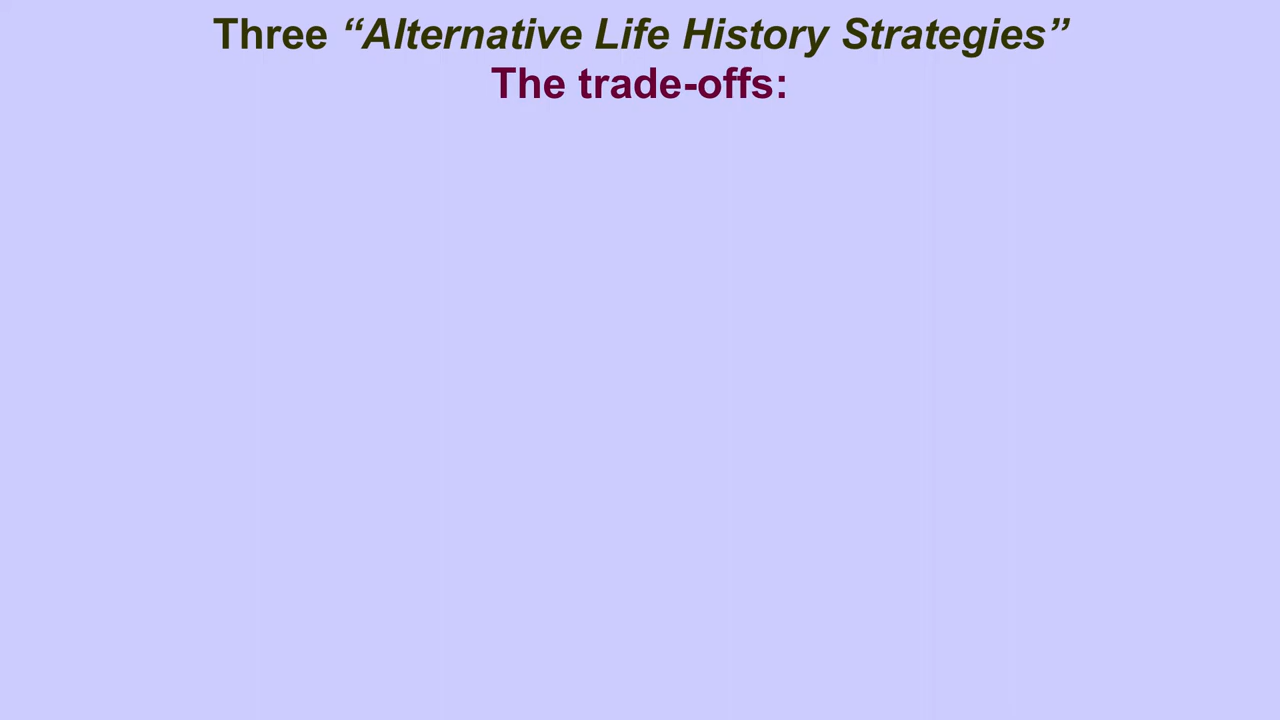 Three “Alternative Life History Strategies”
The trade-offs: